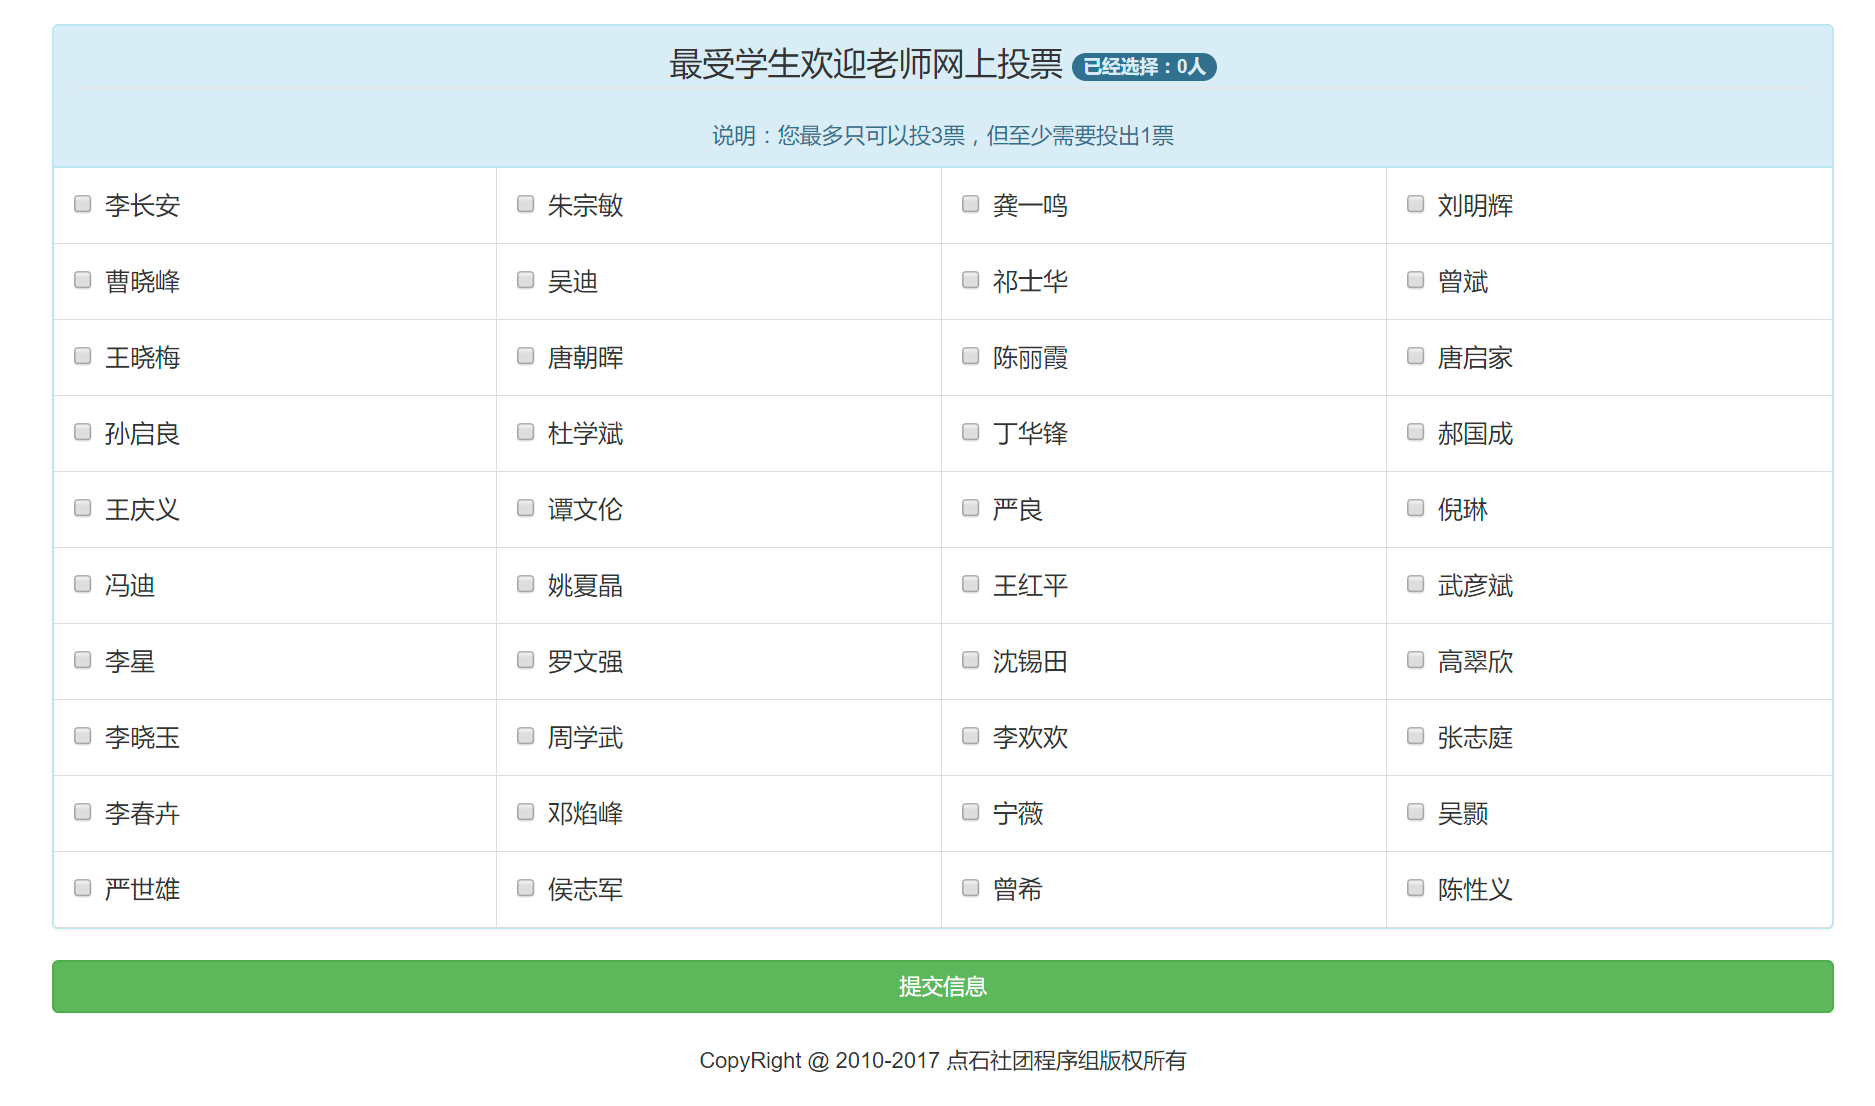 最受学生欢迎老师网上投票 已经选择：0人
说明：您最多只可以投3票，但至少需要投出1票
李长安 朱宗敏 龚一鸣 刘明辉
曹晓峰 吴迪 祁士华 曾斌
王晓梅 唐朝晖 陈丽霞 唐启家
孙启良 杜学斌 丁华锋 郝国成
王庆义 谭文伦 严良 倪琳
冯迪 姚夏晶 王红平 武彦斌
李星 罗文强 沈锡田 高翠欣
李晓玉 周学武 李欢欢 张志庭
李春卉 邓焰峰 宁薇 吴颢
严世雄 侯志军 曾希 陈性义
提交信息
CopyRight @ 2010-2017 点石社团程序组版权所有